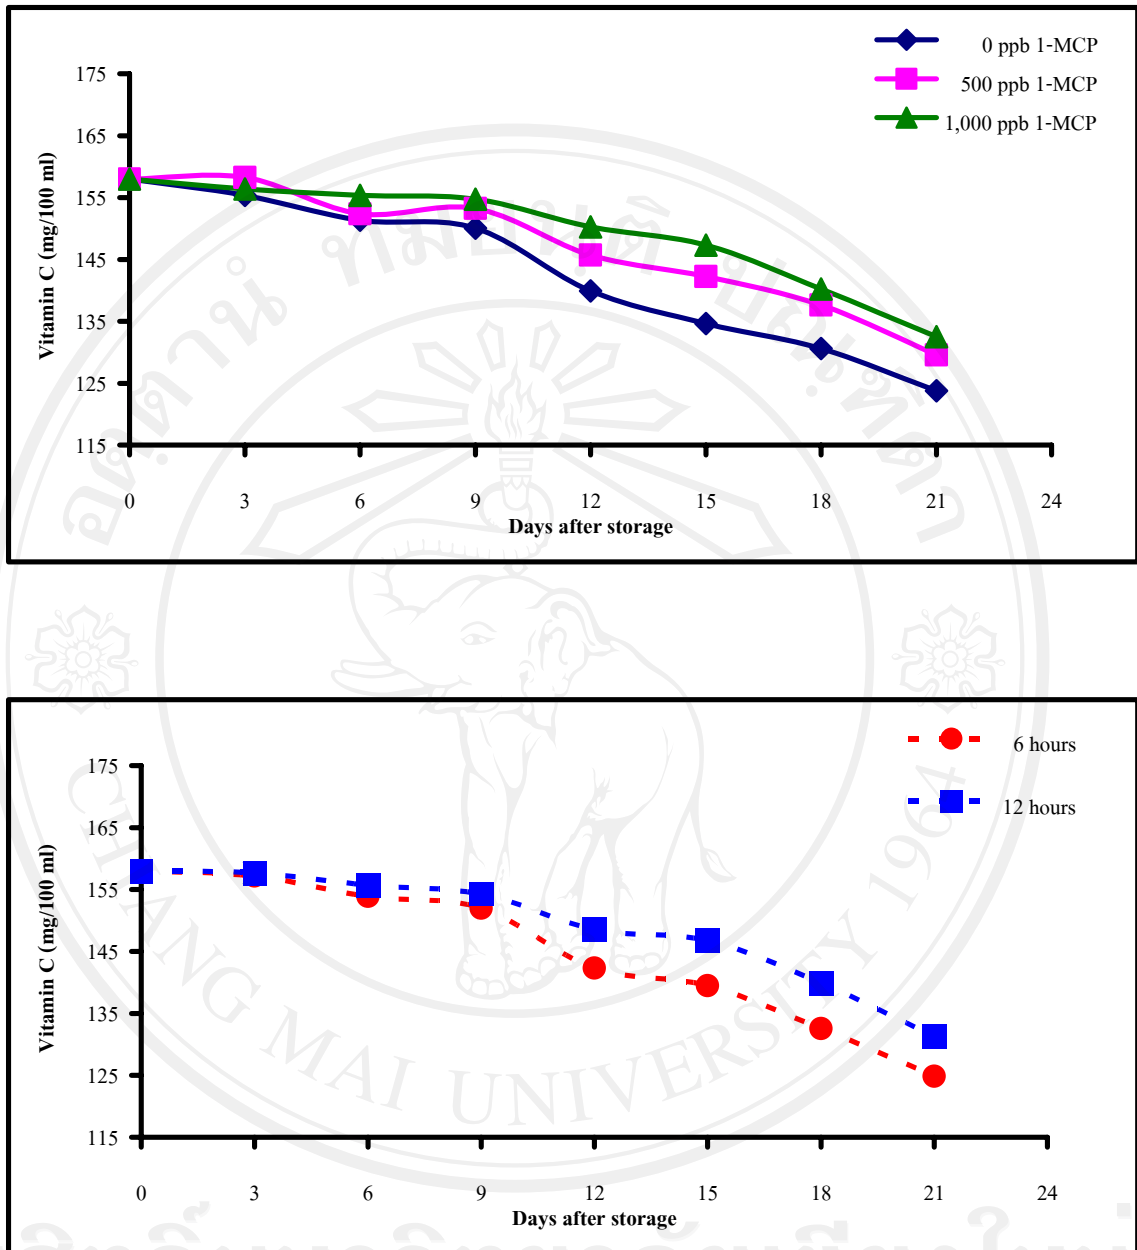 0 ppb 1-MCP
500 ppb 1-MCP
1,000 ppb 1-MCP
175
165
155
145
135
125
115
Vitamin C (mg/100 ml)
0 3 6 9 12 15 18 21 24
Days after storage
6 hours
12 hours
175
165
155
145
135
125
115
Vitamin C (mg/100 ml)
0 3 6 9 12 15 18 21 24
Days after storage
CHIANG MAI UNIVERSITY 1964